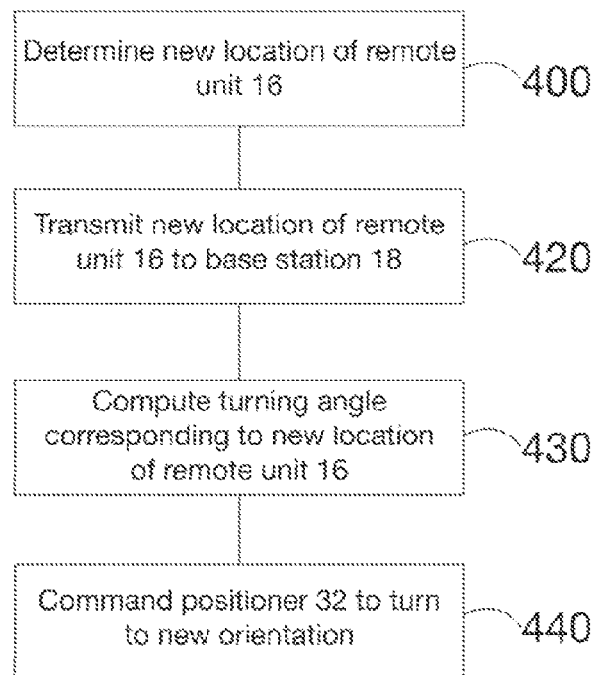 Determine new location of remote
unit 16
400
Transmit new location of remote
unit 16 to base station 18
420
Compute turning angle
corresponding to new location
of remote unit 16
430
Command positioner 32 to turn
to new orientation
440